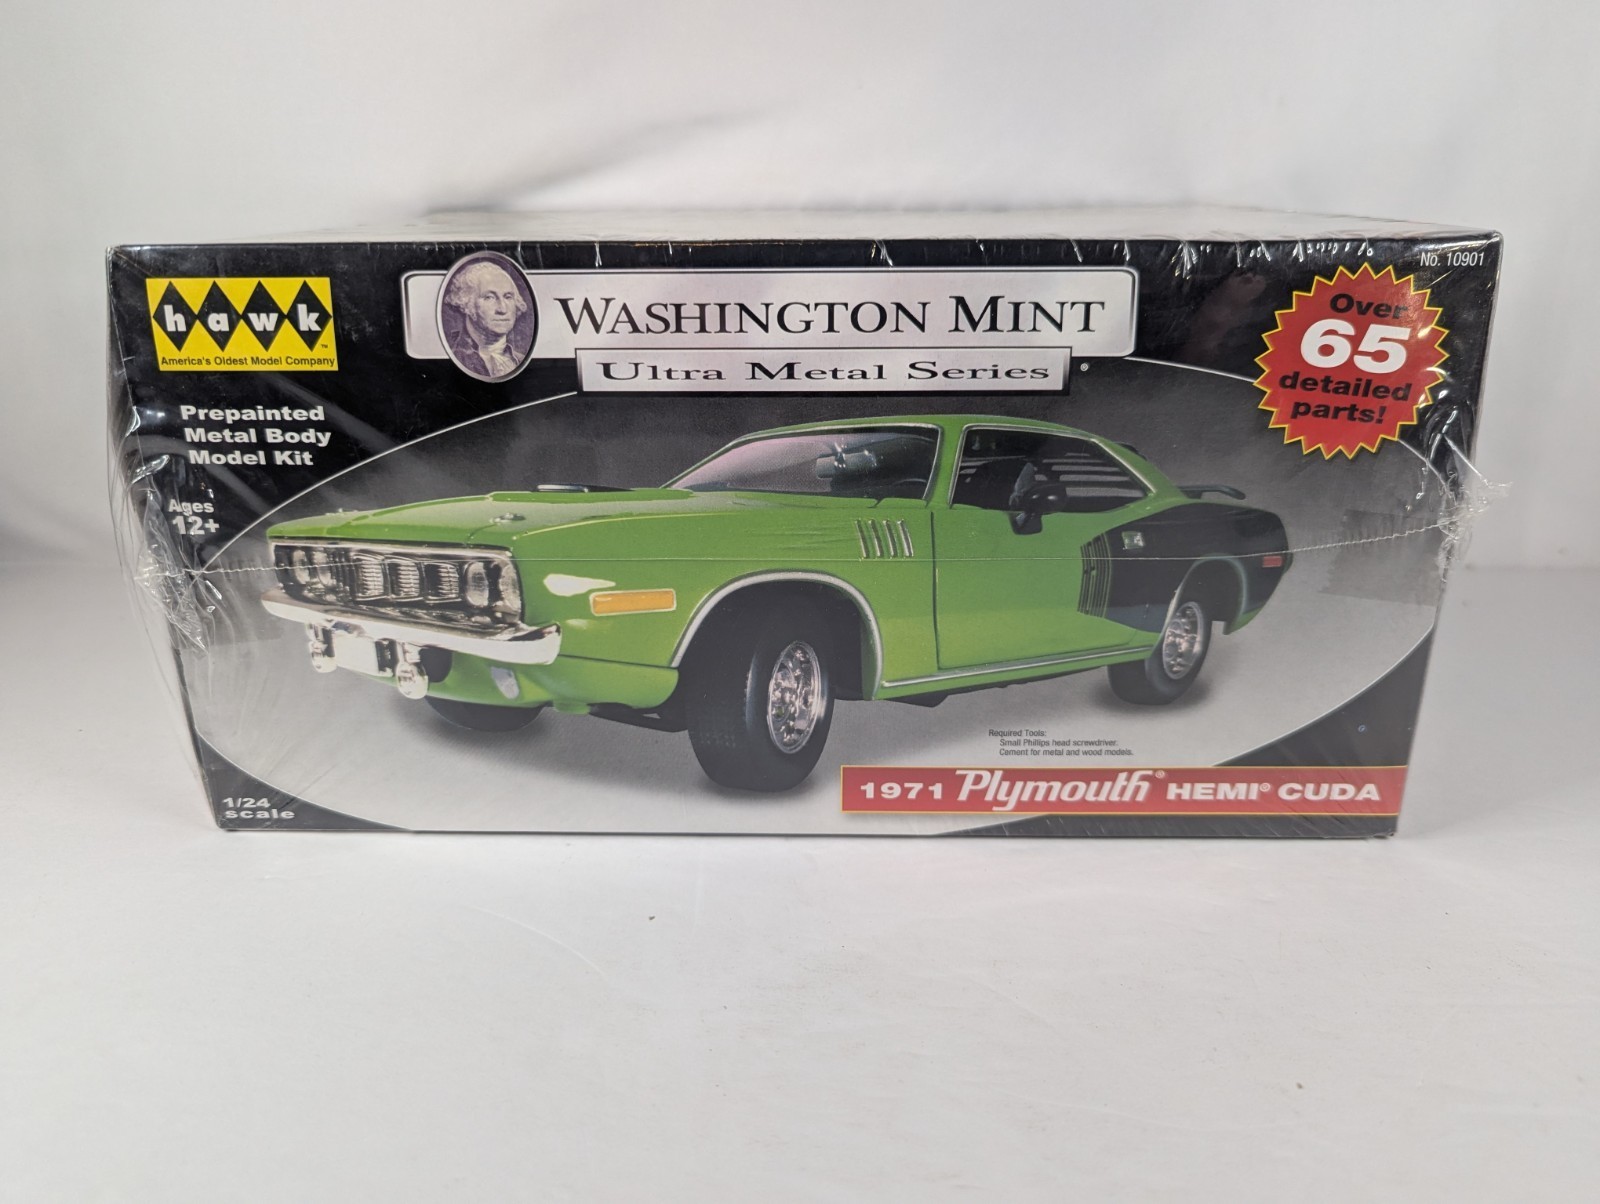 No. 10901
hawk™
America's Oldest Model Company
WASHINGTON MINT
Ultra Metal Series®
Over
65
detailed
parts!
Prepainted
Metal Body
Model Kit
Ages
12+
Required Tools:
Small Phillips head screwdriver.
Cement for metal and wood models.
1971 Plymouth® HEMI® CUDA
1/24
scale